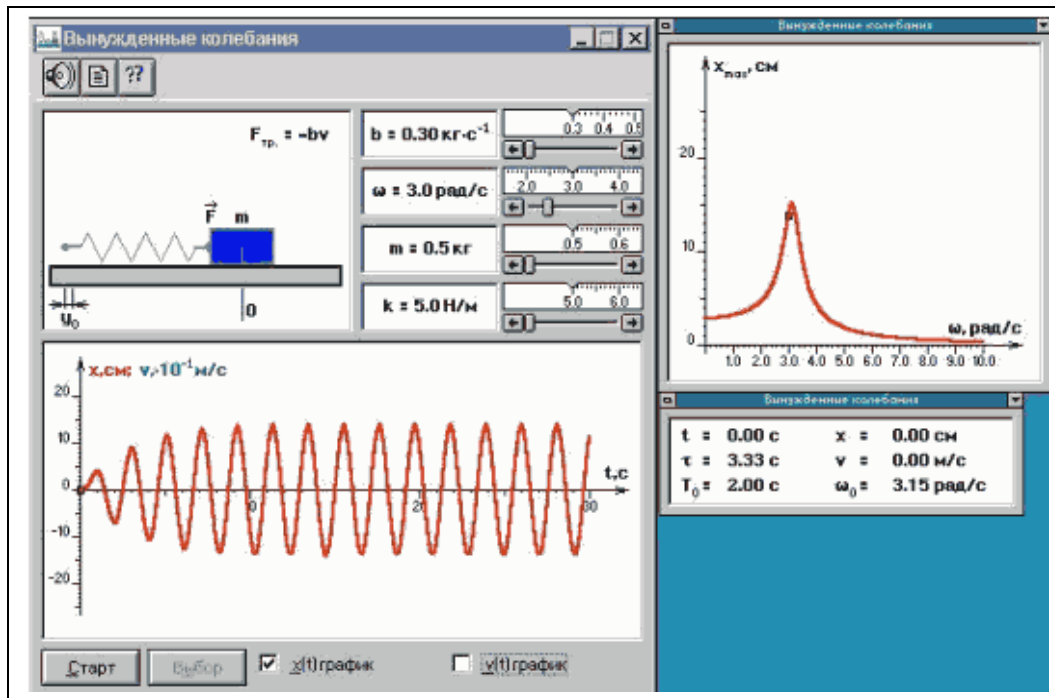 Вынужденные колебания
??
Fтр. = -bv
F m
0
y0
b = 0.30 кг·с-1
0.3 0.4 0.5
ω = 3.0 рад/с
2.0 3.0 4.0
m = 0.5 кг
0.5 0.6
k = 5.0 Н/м
5.0 6.0
x,см; v,·10-1 м/с
20
10
0
-10
-20
t,с
10 20 30
Старт
Выбор
x(t) график
v(t) график
Вынужденные колебания
xmax, см
20
10
0
ω, рад/с
1.0 2.0 3.0 4.0 5.0 6.0 7.0 8.0 9.0 10.0
Вынужденные колебания
t = 0.00 с x = 0.00 см
τ = 3.33 с v = 0.00 м/с
T0 = 2.00 с ω0 = 3.15 рад/с